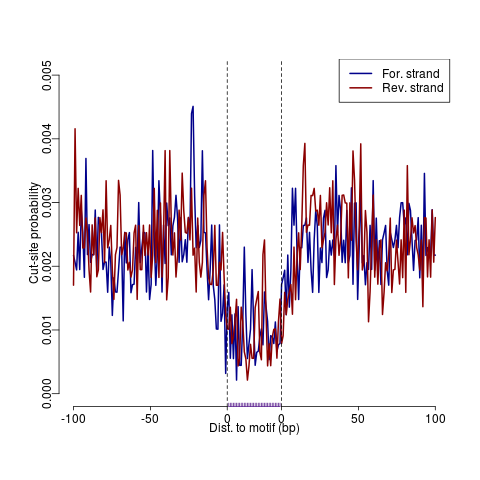 For. strand
Rev. strand
Cut-site probability
0.005
0.004
0.003
0.002
0.001
0.000
-100 -50 0 0 50 100
Dist. to motif (bp)